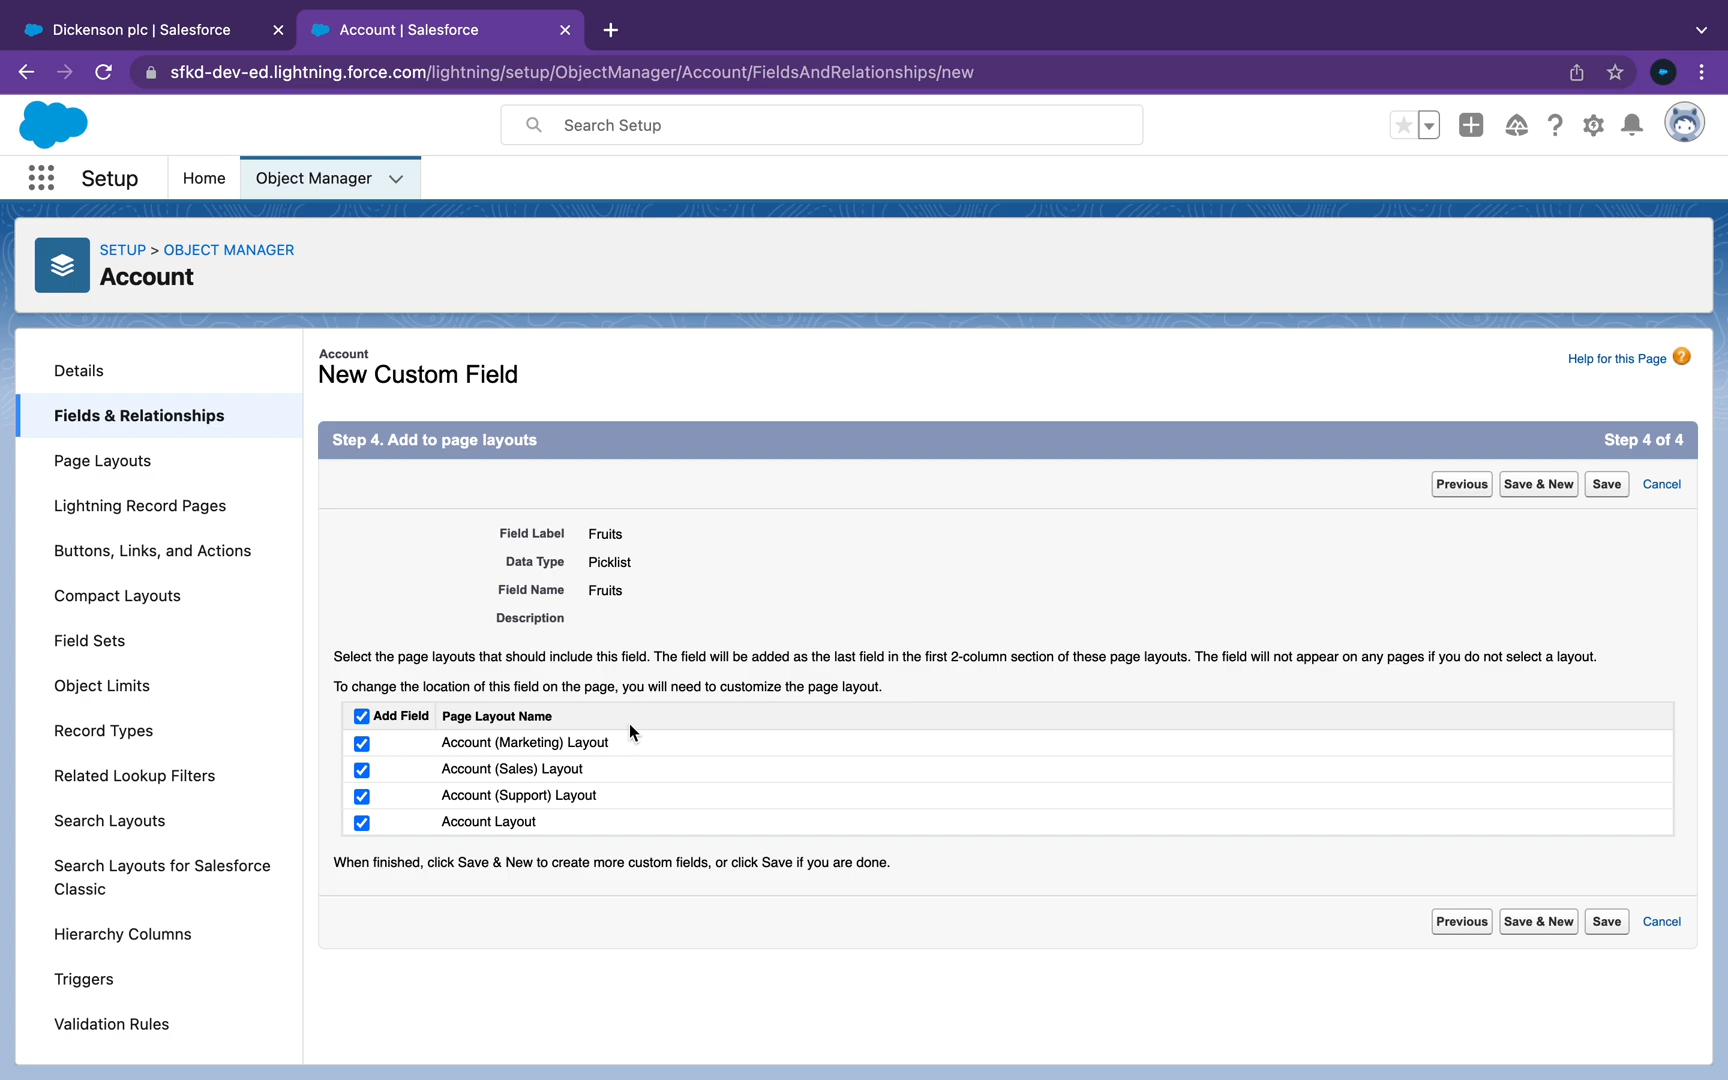 Dickenson plc | Salesforce
Account | Salesforce
sfkd-dev-ed.lightning.force.com/lightning/setup/ObjectManager/Account/FieldsAndRelationships/new
Search Setup
Setup
Home
Object Manager
SETUP > OBJECT MANAGER
Account
Details
Fields & Relationships
Page Layouts
Lightning Record Pages
Buttons, Links, and Actions
Compact Layouts
Field Sets
Object Limits
Record Types
Related Lookup Filters
Search Layouts
Search Layouts for Salesforce
Classic
Hierarchy Columns
Triggers
Validation Rules
Account
New Custom Field
Help for this Page
Step 4. Add to page layouts
Step 4 of 4
Previous
Save & New
Save
Cancel
Field Label Fruits
Data Type Picklist
Field Name Fruits
Description
Select the page layouts that should include this field. The field will be added as the last field in the first 2-column section of these page layouts. The field will not appear on any pages if you do not select a layout.
To change the location of this field on the page, you will need to customize the page layout.
Add Field Page Layout Name
Account (Marketing) Layout
Account (Sales) Layout
Account (Support) Layout
Account Layout
When finished, click Save & New to create more custom fields, or click Save if you are done.
Previous
Save & New
Save
Cancel